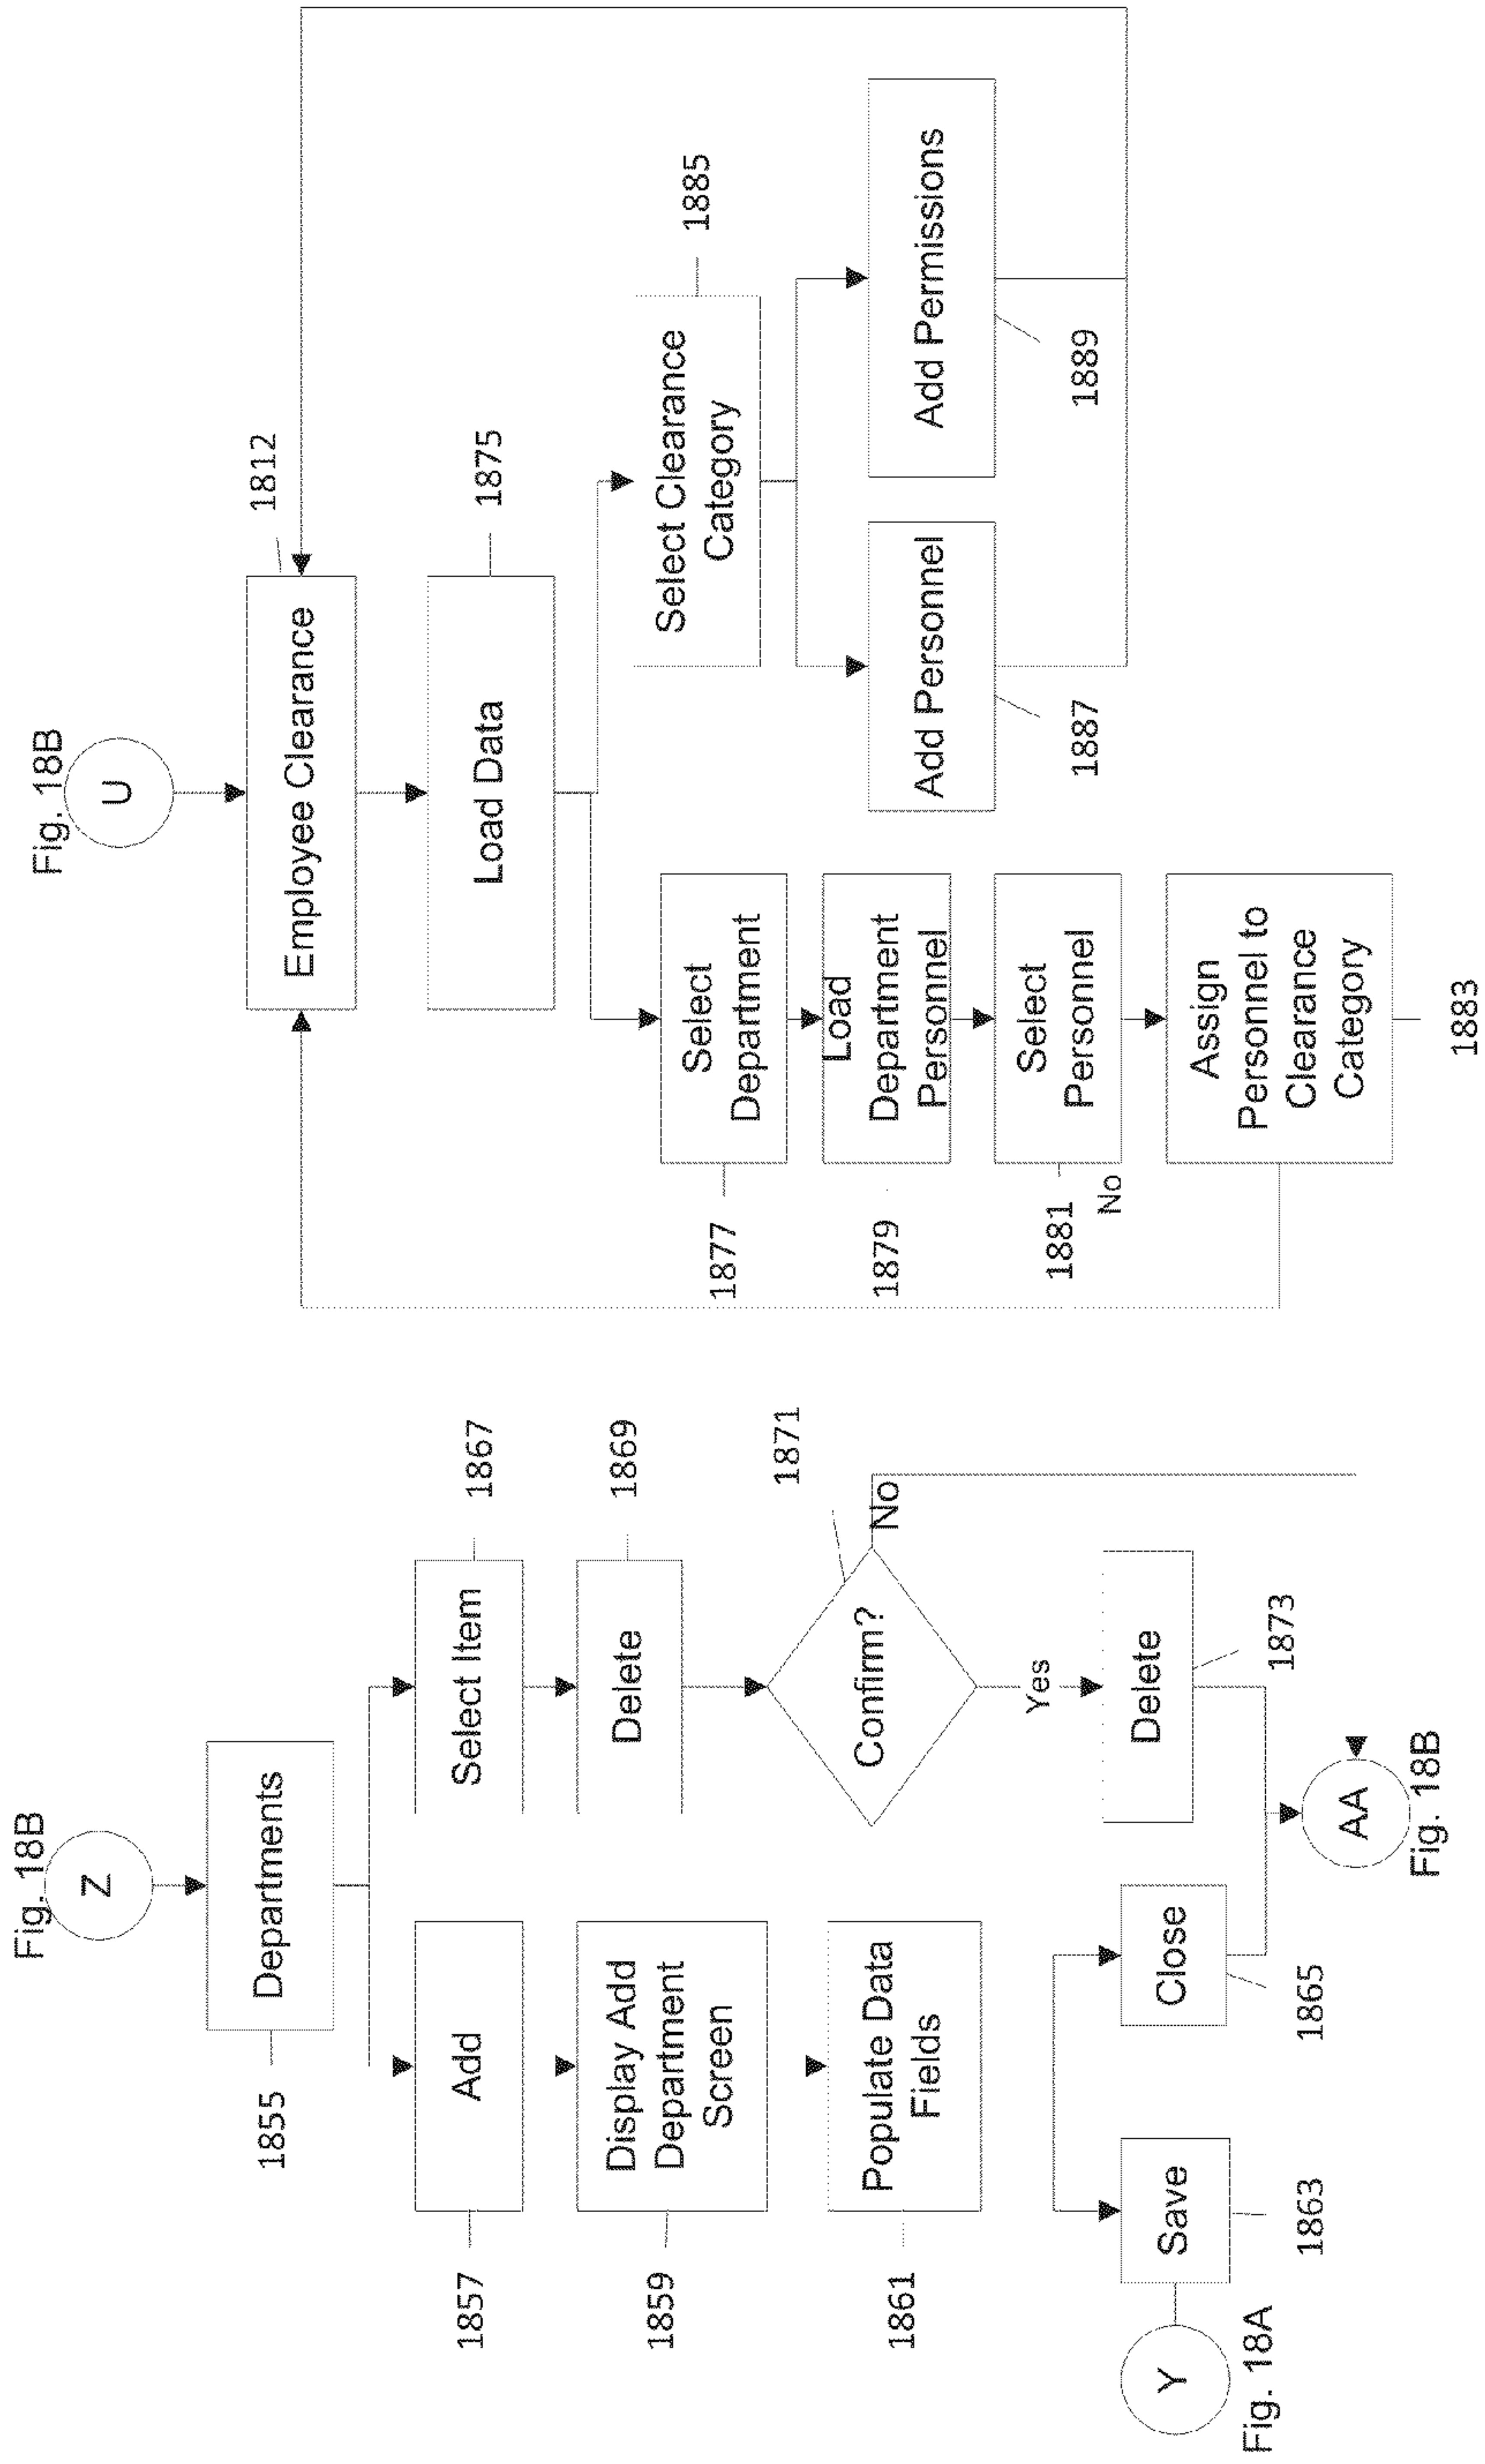 Fig. 18B
Z
Departments
1855
Add
1857
Display Add
Department
Screen
1859
Populate Data
Fields
1861
Save
1863
Y
Fig. 18A
Close
1865
Select Item
1867
Delete
1869
Confirm?
1871
No
Yes
Delete
1873
AA
Fig. 18B
Fig. 18B
U
Employee Clearance
1812
Load Data
1875
Select
Department
1877
Load
Department
Personnel
1879
Select
Personnel
1881
No
Assign
Personnel to
Clearance
Category
1883
Select Clearance
Category
1885
Add Personnel
1887
Add Permissions
1889